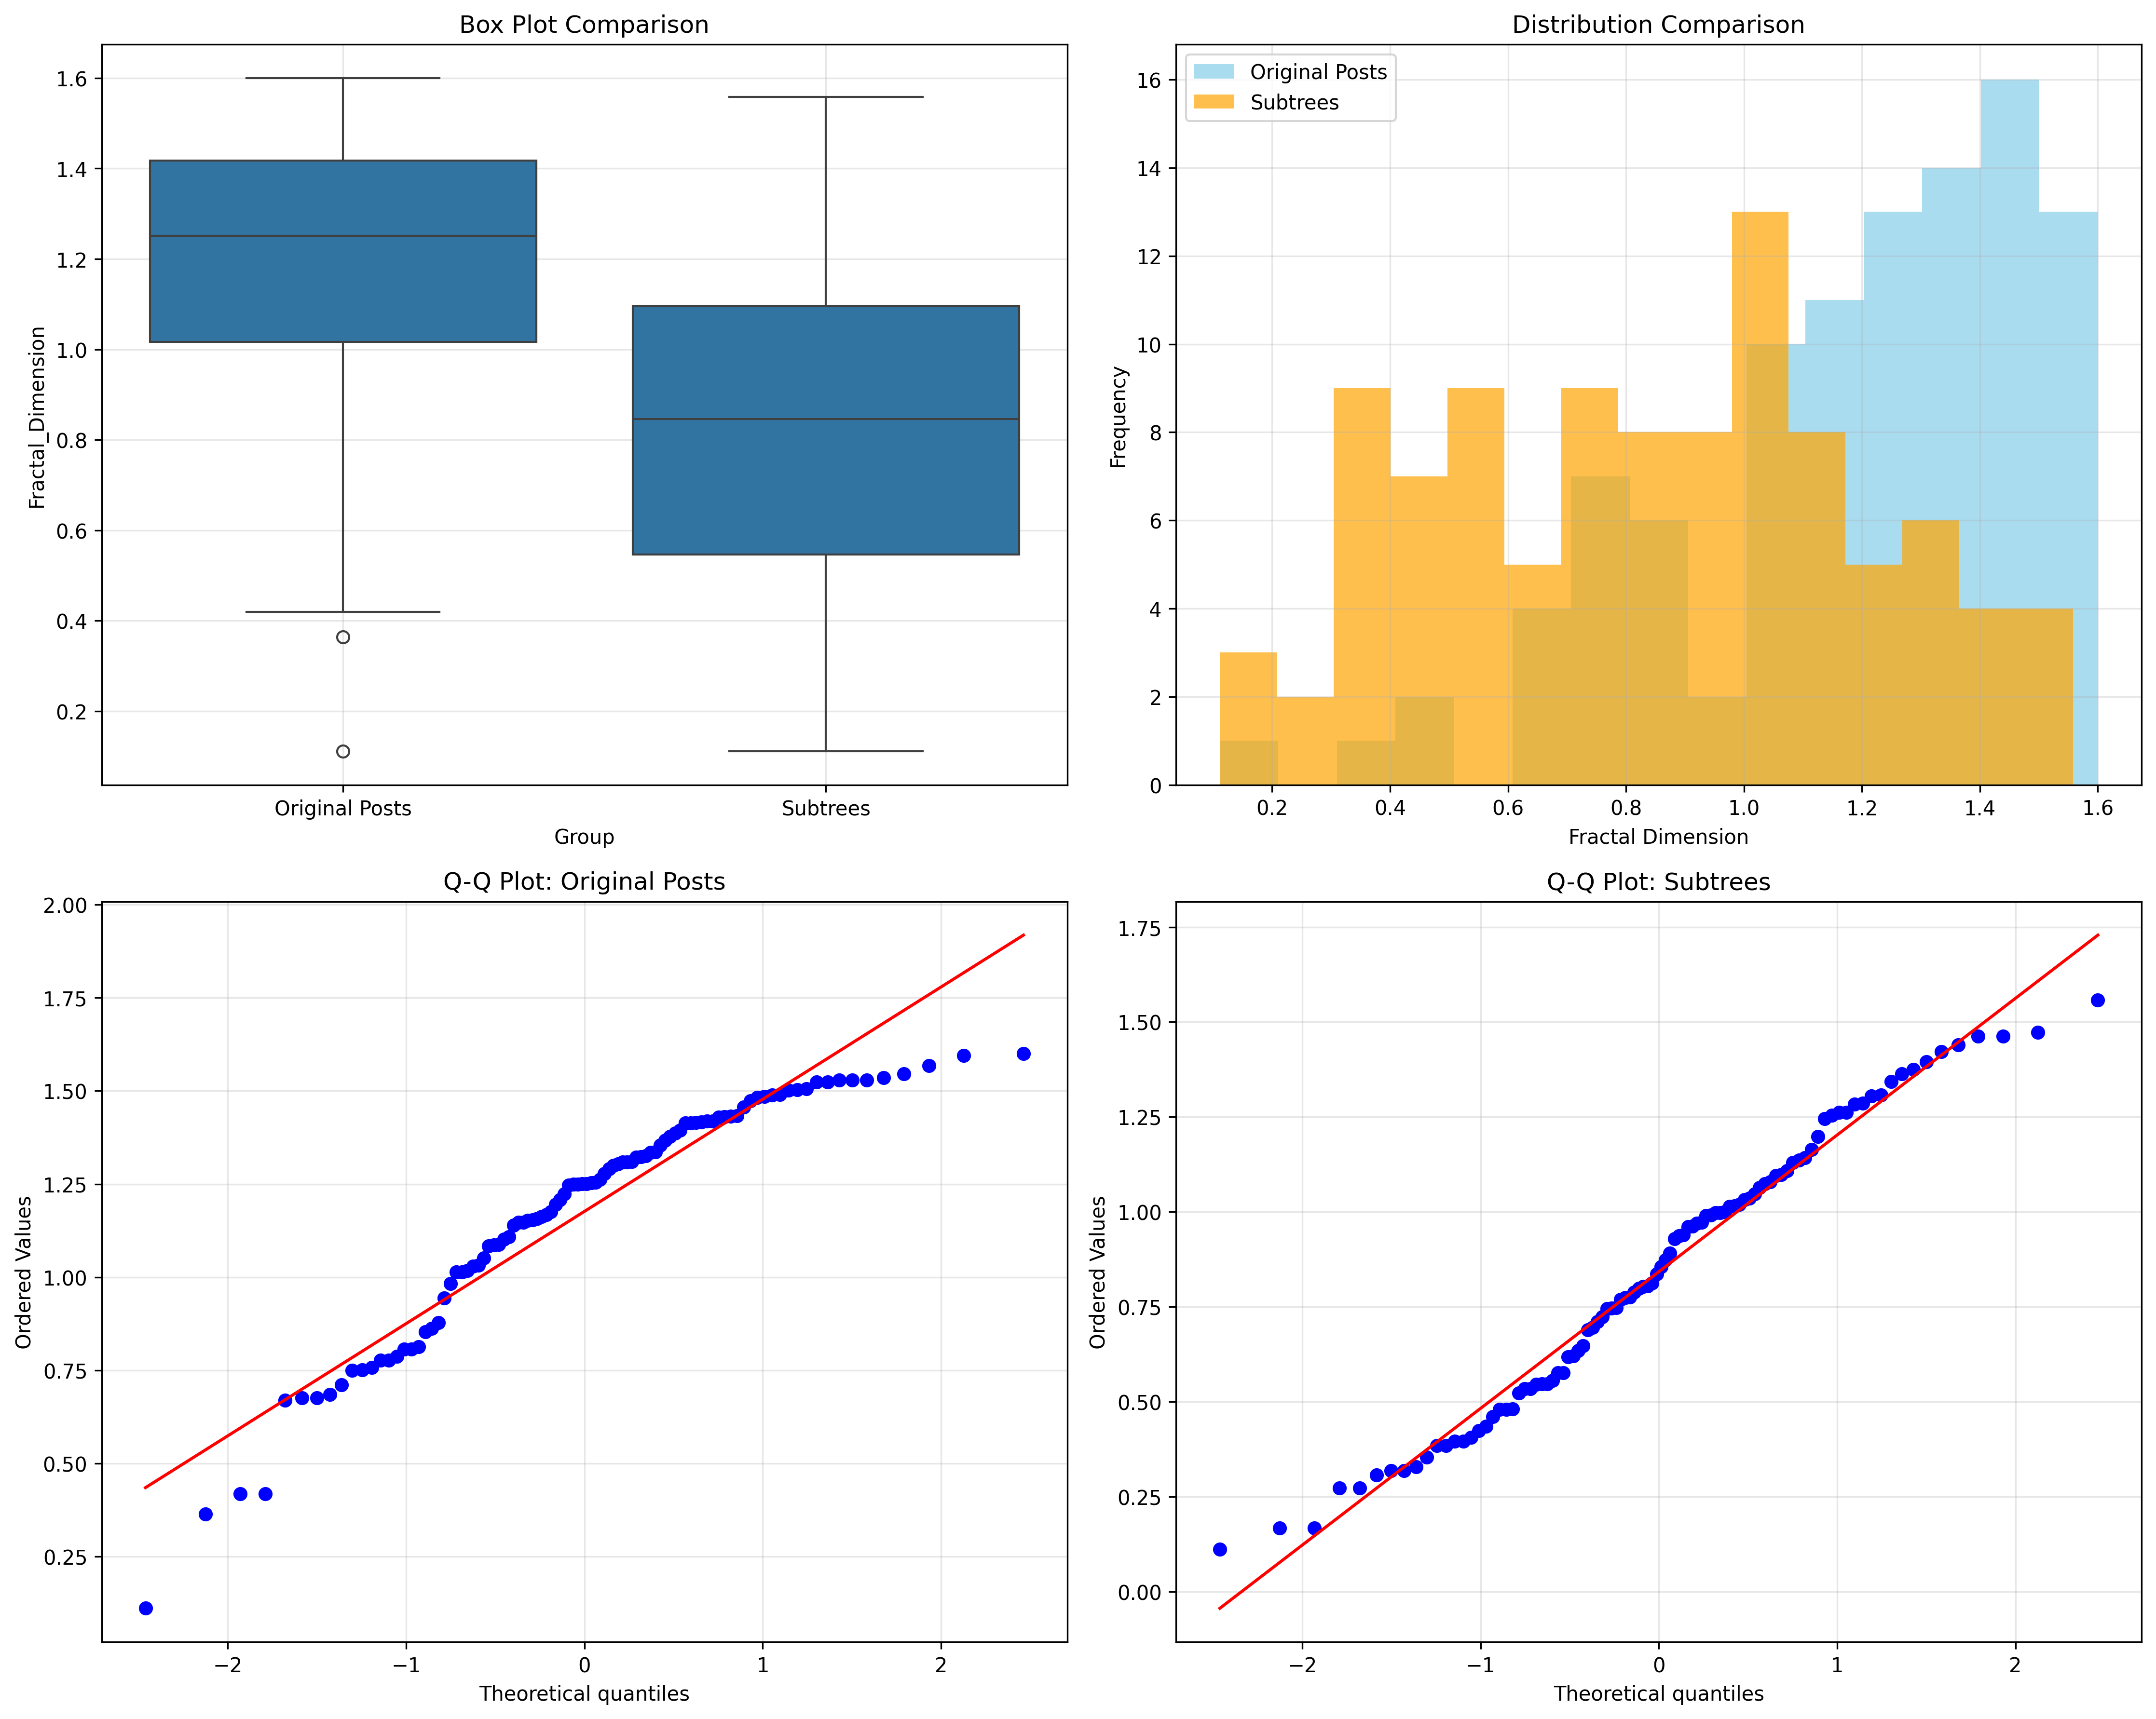 Box Plot Comparison
Fractal_Dimension
1.6
1.4
1.2
1.0
0.8
0.6
0.4
0.2
Original Posts Subtrees
Group
Distribution Comparison
Original Posts
Subtrees
Frequency
16
14
12
10
8
6
4
2
0
0.2 0.4 0.6 0.8 1.0 1.2 1.4 1.6
Fractal Dimension
Q-Q Plot: Original Posts
Ordered Values
2.00
1.75
1.50
1.25
1.00
0.75
0.50
0.25
−2 −1 0 1 2
Theoretical quantiles
Q-Q Plot: Subtrees
Ordered Values
1.75
1.50
1.25
1.00
0.75
0.50
0.25
0.00
−2 −1 0 1 2
Theoretical quantiles